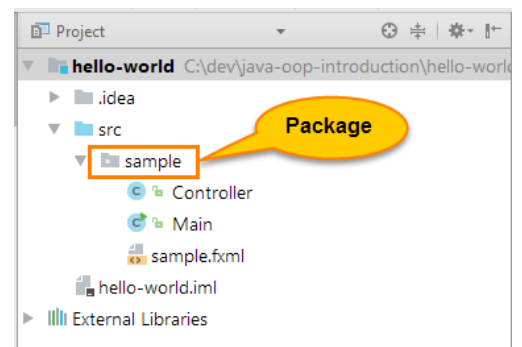 Project
hello-world C:\dev\java-oop-introduction\hello-worl
.idea
src
Package
sample
Controller
Main
sample.fxml
hello-world.iml
External Libraries